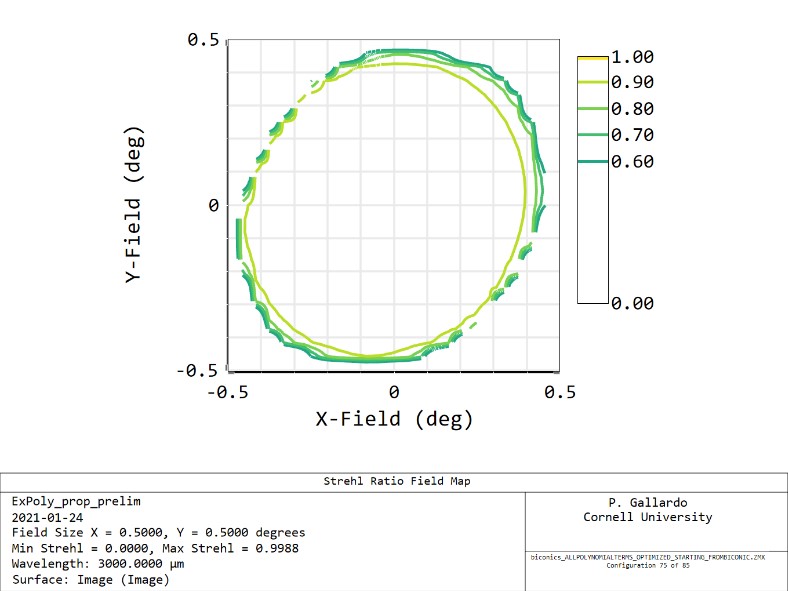 0.5
0
-0.5
Y-Field (deg)
-0.5
0
0.5
X-Field (deg)
1.00
0.90
0.80
0.70
0.60
0.00
Strehl Ratio Field Map
ExPoly_prop_prelim
2021-01-24
Field Size X = 0.5000, Y = 0.5000 degrees
Min Strehl = 0.0000, Max Strehl = 0.9988
Wavelength: 3000.0000 µm
Surface: Image (Image)
P. Gallardo
Cornell University
biconics_ALLPOLYNOMIALTERMS_OPTIMIZED_STARTING_FROMBICONIC.ZMX
Configuration 75 of 85